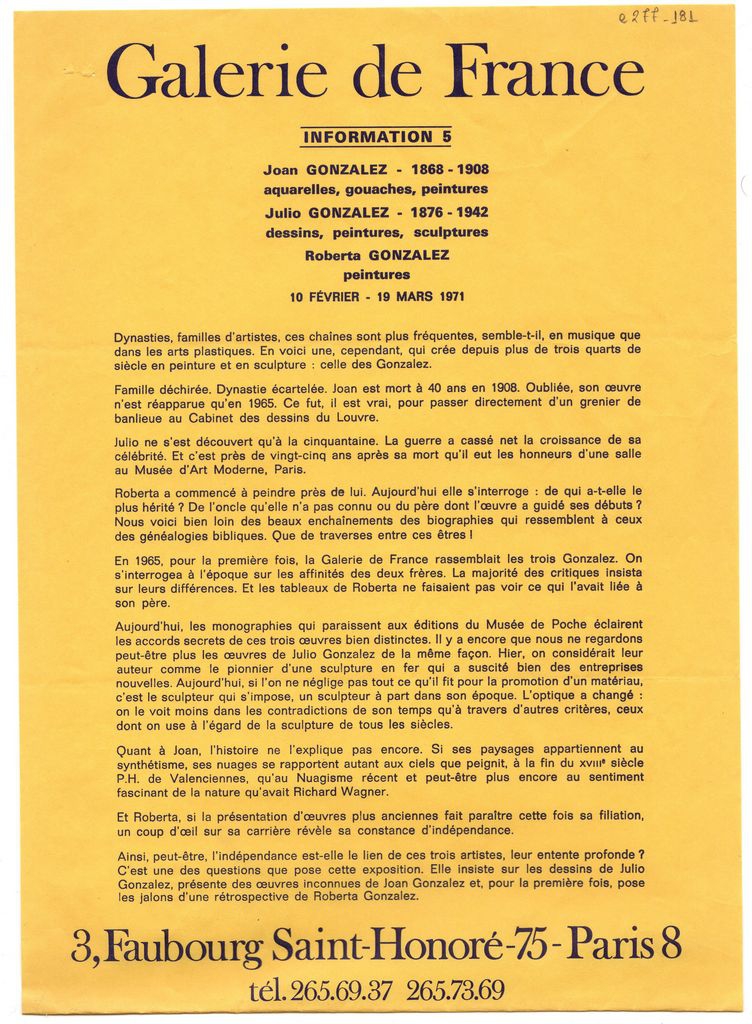 e277-181
Galerie de France
INFORMATION 5
Joan GONZALEZ - 1868 - 1908
aquarelles, gouaches, peintures
Julio GONZALEZ - 1876 - 1942
dessins, peintures, sculptures
Roberta GONZALEZ
peintures
10 FÉVRIER - 19 MARS 1971
Dynasties, familles d'artistes, ces chaînes sont plus fréquentes, semble-t-il, en musique que
dans les arts plastiques. En voici une, cependant, qui crée depuis plus de trois quarts de
siècle en peinture et en sculpture : celle des Gonzalez.
Famille déchirée. Dynastie écartelée. Joan est mort à 40 ans en 1908. Oubliée, son œuvre
n'est réapparue qu'en 1965. Ce fut, il est vrai, pour passer directement d'un grenier de
banlieue au Cabinet des dessins du Louvre.
Julio ne s'est découvert qu'à la cinquantaine. La guerre a cassé net la croissance de sa
célébrité. Et c'est près de vingt-cinq ans après sa mort qu'il eut les honneurs d'une salle
au Musée d'Art Moderne, Paris.
Roberta a commencé à peindre près de lui. Aujourd'hui elle s'interroge : de qui a-t-elle le
plus hérité ? De l'oncle qu'elle n'a pas connu ou du père dont l'œuvre a guidé ses débuts ?
Nous voici bien loin des beaux enchaînements des biographies qui ressemblent à ceux
des généalogies bibliques. Que de traverses entre ces êtres !
En 1965, pour la première fois, la Galerie de France rassemblait les trois Gonzalez. On
s'interrogea à l'époque sur les affinités des deux frères. La majorité des critiques insista
sur leurs différences. Et les tableaux de Roberta ne faisaient pas voir ce qui l'avait liée à
son père.
Aujourd'hui, les monographies qui paraissent aux éditions du Musée de Poche éclairent
les accords secrets de ces trois œuvres bien distinctes. Il y a encore que nous ne regardons
peut-être plus les œuvres de Julio Gonzalez de la même façon. Hier, on considérait leur
auteur comme le pionnier d'une sculpture en fer qui a suscité bien des entreprises
nouvelles. Aujourd'hui, si l'on ne néglige pas tout ce qu'il fit pour la promotion d'un matériau,
c'est le sculpteur qui s'impose, un sculpteur à part dans son époque. L'optique a changé :
on le voit moins dans les contradictions de son temps qu'à travers d'autres critères, ceux
dont on use à l'égard de la sculpture de tous les siècles.
Quant à Joan, l'histoire ne l'explique pas encore. Si ses paysages appartiennent au
synthétisme, ses nuages se rapportent autant aux ciels que peignit, à la fin du XVIIIᵉ siècle
P.H. de Valenciennes, qu'au Nuagisme récent et peut-être plus encore au sentiment
fascinant de la nature qu'avait Richard Wagner.
Et Roberta, si la présentation d'œuvres plus anciennes fait paraître cette fois sa filiation,
un coup d'œil sur sa carrière révèle sa constance d'indépendance.
Ainsi, peut-être, l'indépendance est-elle le lien de ces trois artistes, leur entente profonde ?
C'est une des questions que pose cette exposition. Elle insiste sur les dessins de Julio
Gonzalez, présente des œuvres inconnues de Joan Gonzalez et, pour la première fois, pose
les jalons d'une rétrospective de Roberta Gonzalez.
3, Faubourg Saint-Honoré-75 - Paris 8
tél. 265.69.37 265.73.69